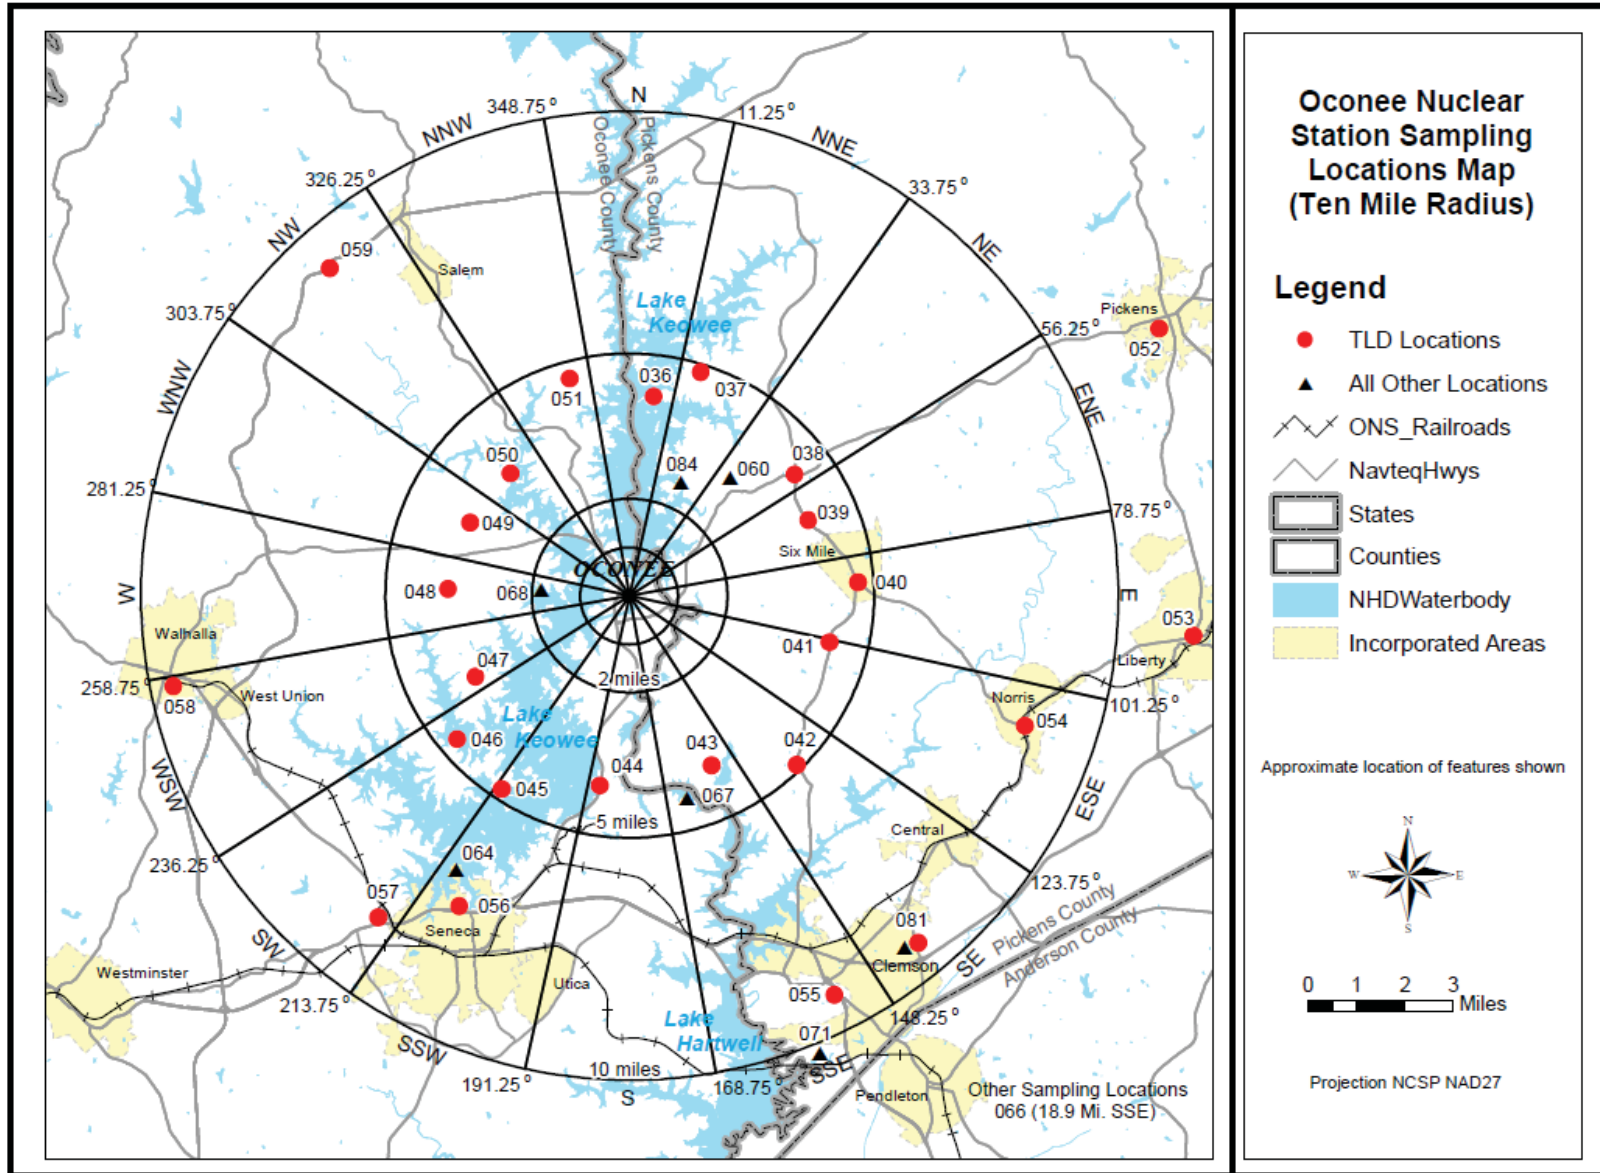 N
348.75°
11.25°
NNW
NNE
Oconee County
Pickens County
326.25°
33.75°
NW
NE
059
Salem
303.75°
Lake
Keowee
Pickens
052
56.25°
WNW
ENE
036
037
051
050
038
084
060
281.25°
049
039
78.75°
Six Mile
OCONEE
W
048
068
040
E
053
Walhalla
041
047
Liberty
2 miles
258.75°
058
West Union
Norris
054
101.25°
Lake
Keowee
046
043
042
WSW
044
045
067
ESE
5 miles
Central
236.25°
064
123.75°
057
056
081
Pickens County
Anderson County
Seneca
SW
Clemson
SE
Westminster
Utica
055
213.75°
148.25°
Lake
Hartwell
071
SSW
SSE
10 miles
191.25°
168.75°
S
Pendleton
Other Sampling Locations
066 (18.9 Mi. SSE)
Oconee Nuclear
Station Sampling
Locations Map
(Ten Mile Radius)
Legend
TLD Locations
All Other Locations
ONS_Railroads
NavteqHwys
States
Counties
NHDWaterbody
Incorporated Areas
Approximate location of features shown
N
W E
S
0 1 2 3
Miles
Projection NCSP NAD27